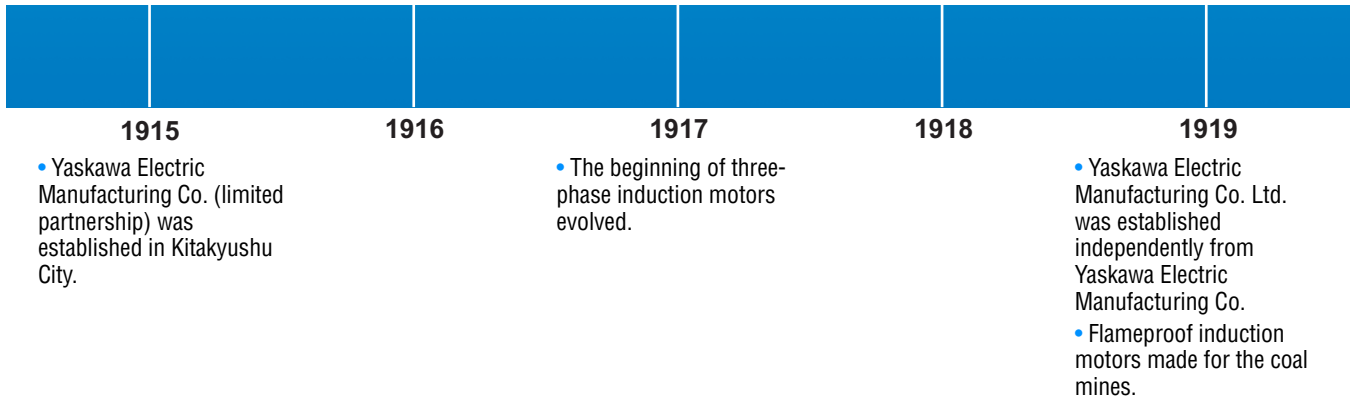 1915
1916
1917
1918
1919
• Yaskawa Electric
Manufacturing Co. (limited
partnership) was
established in Kitakyushu
City.
• The beginning of three-
phase induction motors
evolved.
• Yaskawa Electric
Manufacturing Co. Ltd.
was established
independently from
Yaskawa Electric
Manufacturing Co.
• Flameproof induction
motors made for the coal
mines.